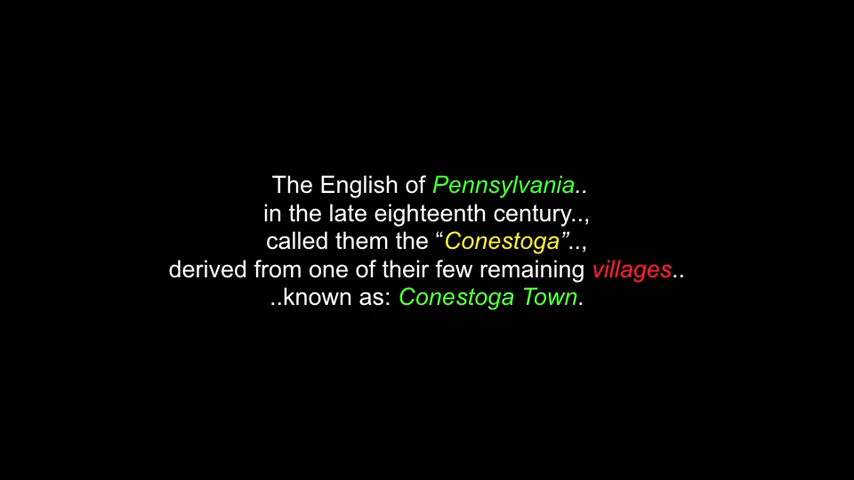 The English of Pennsylvania..
in the late eighteenth century..,
called them the “Conestoga”..,
derived from one of their few remaining villages..
..known as: Conestoga Town.